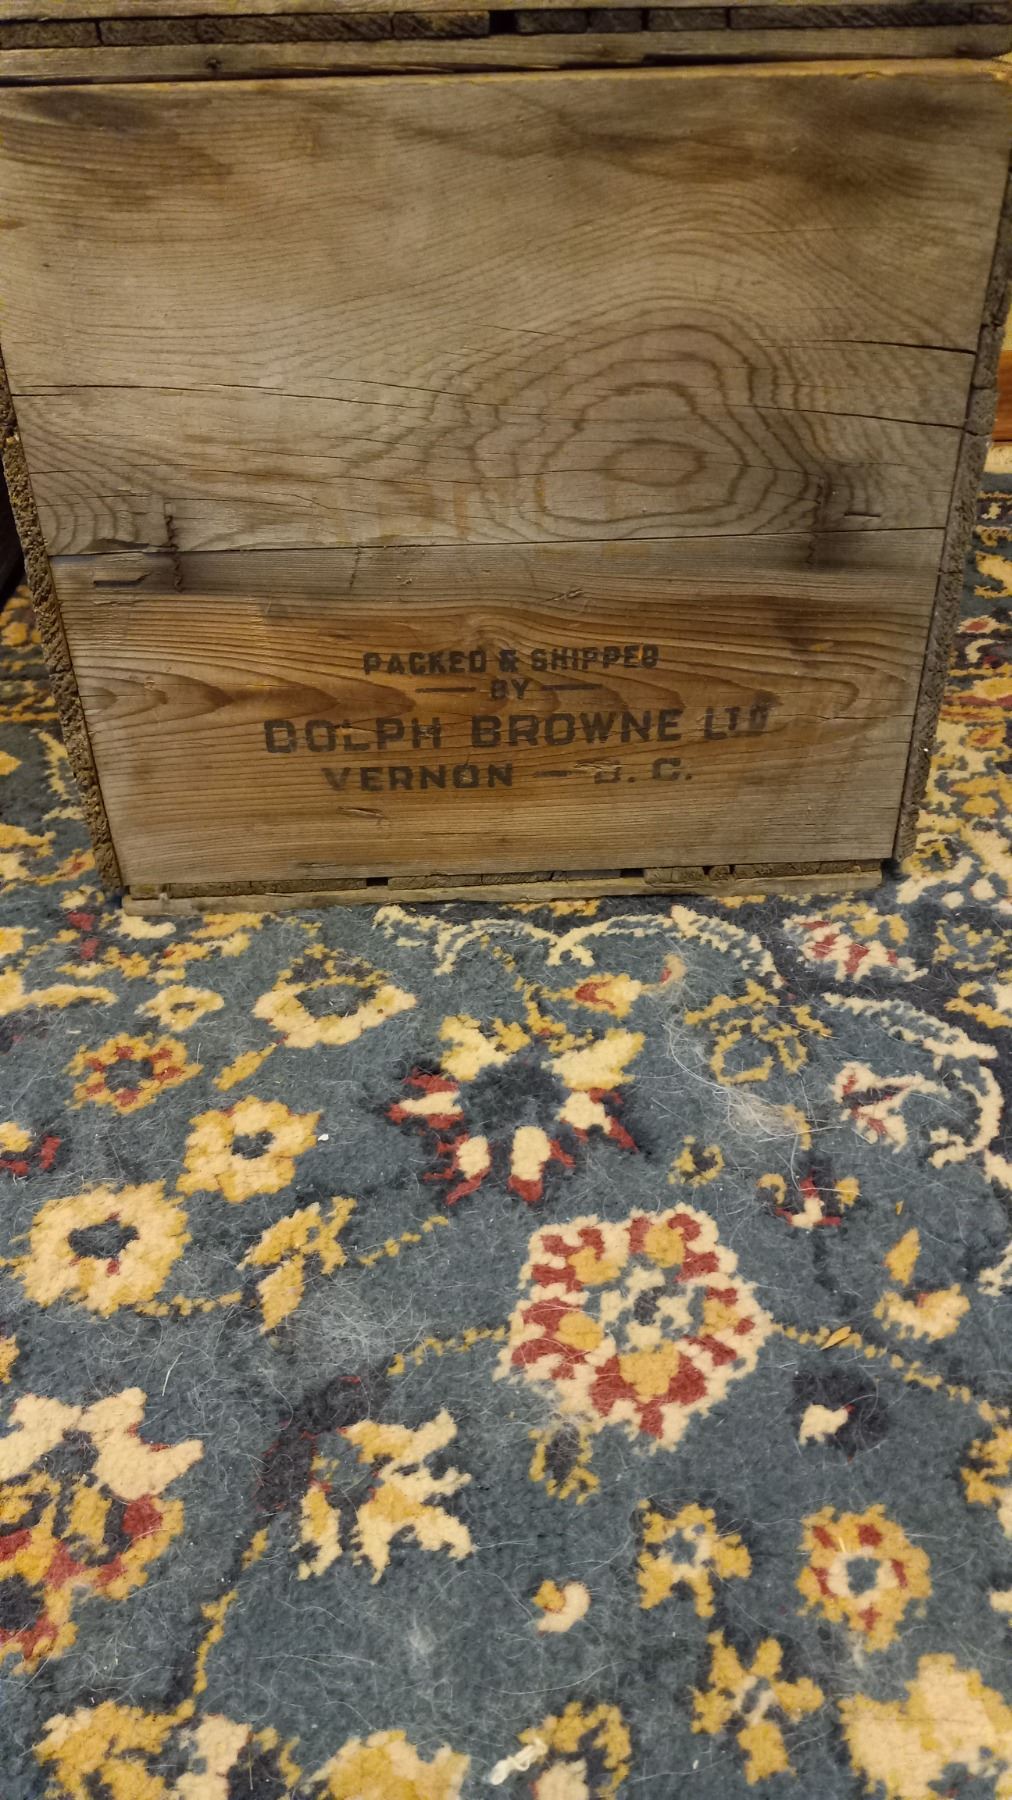 PACKED & SHIPPED
— BY —
DOLPH BROWNE LTD
VERNON — B. C.